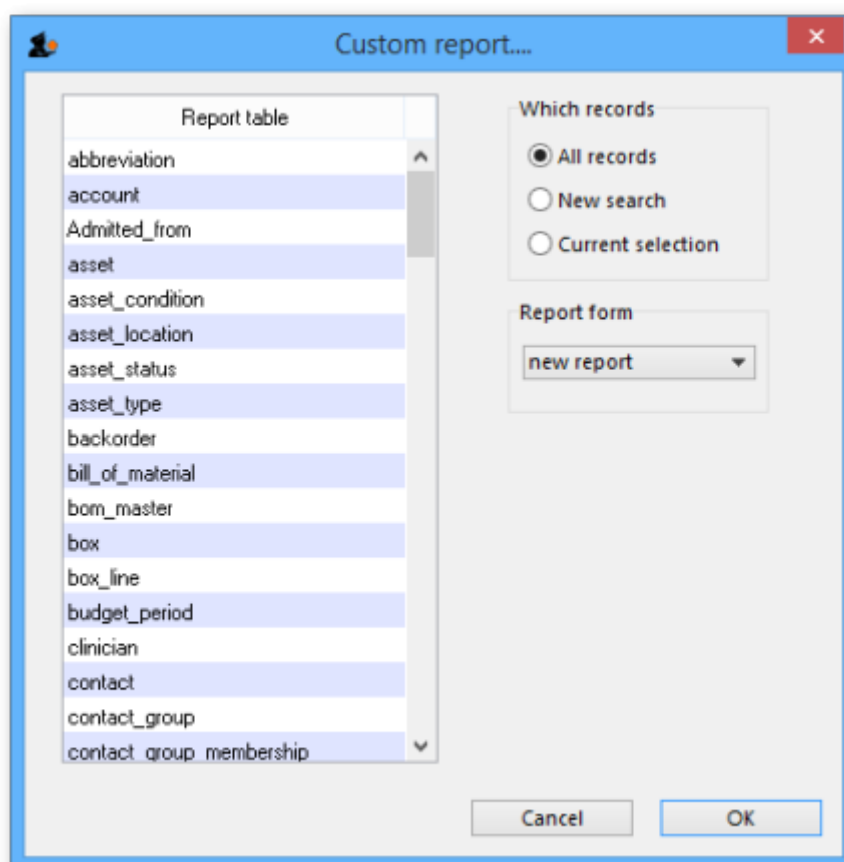 Custom report....
Report table
abbreviation
account
Admitted_from
asset
asset_condition
asset_location
asset_status
asset_type
backorder
bill_of_material
bom_master
box
box_line
budget_period
clinician
contact
contact_group
contact_group_membership
Which records
All records
New search
Current selection
Report form
new report
Cancel
OK